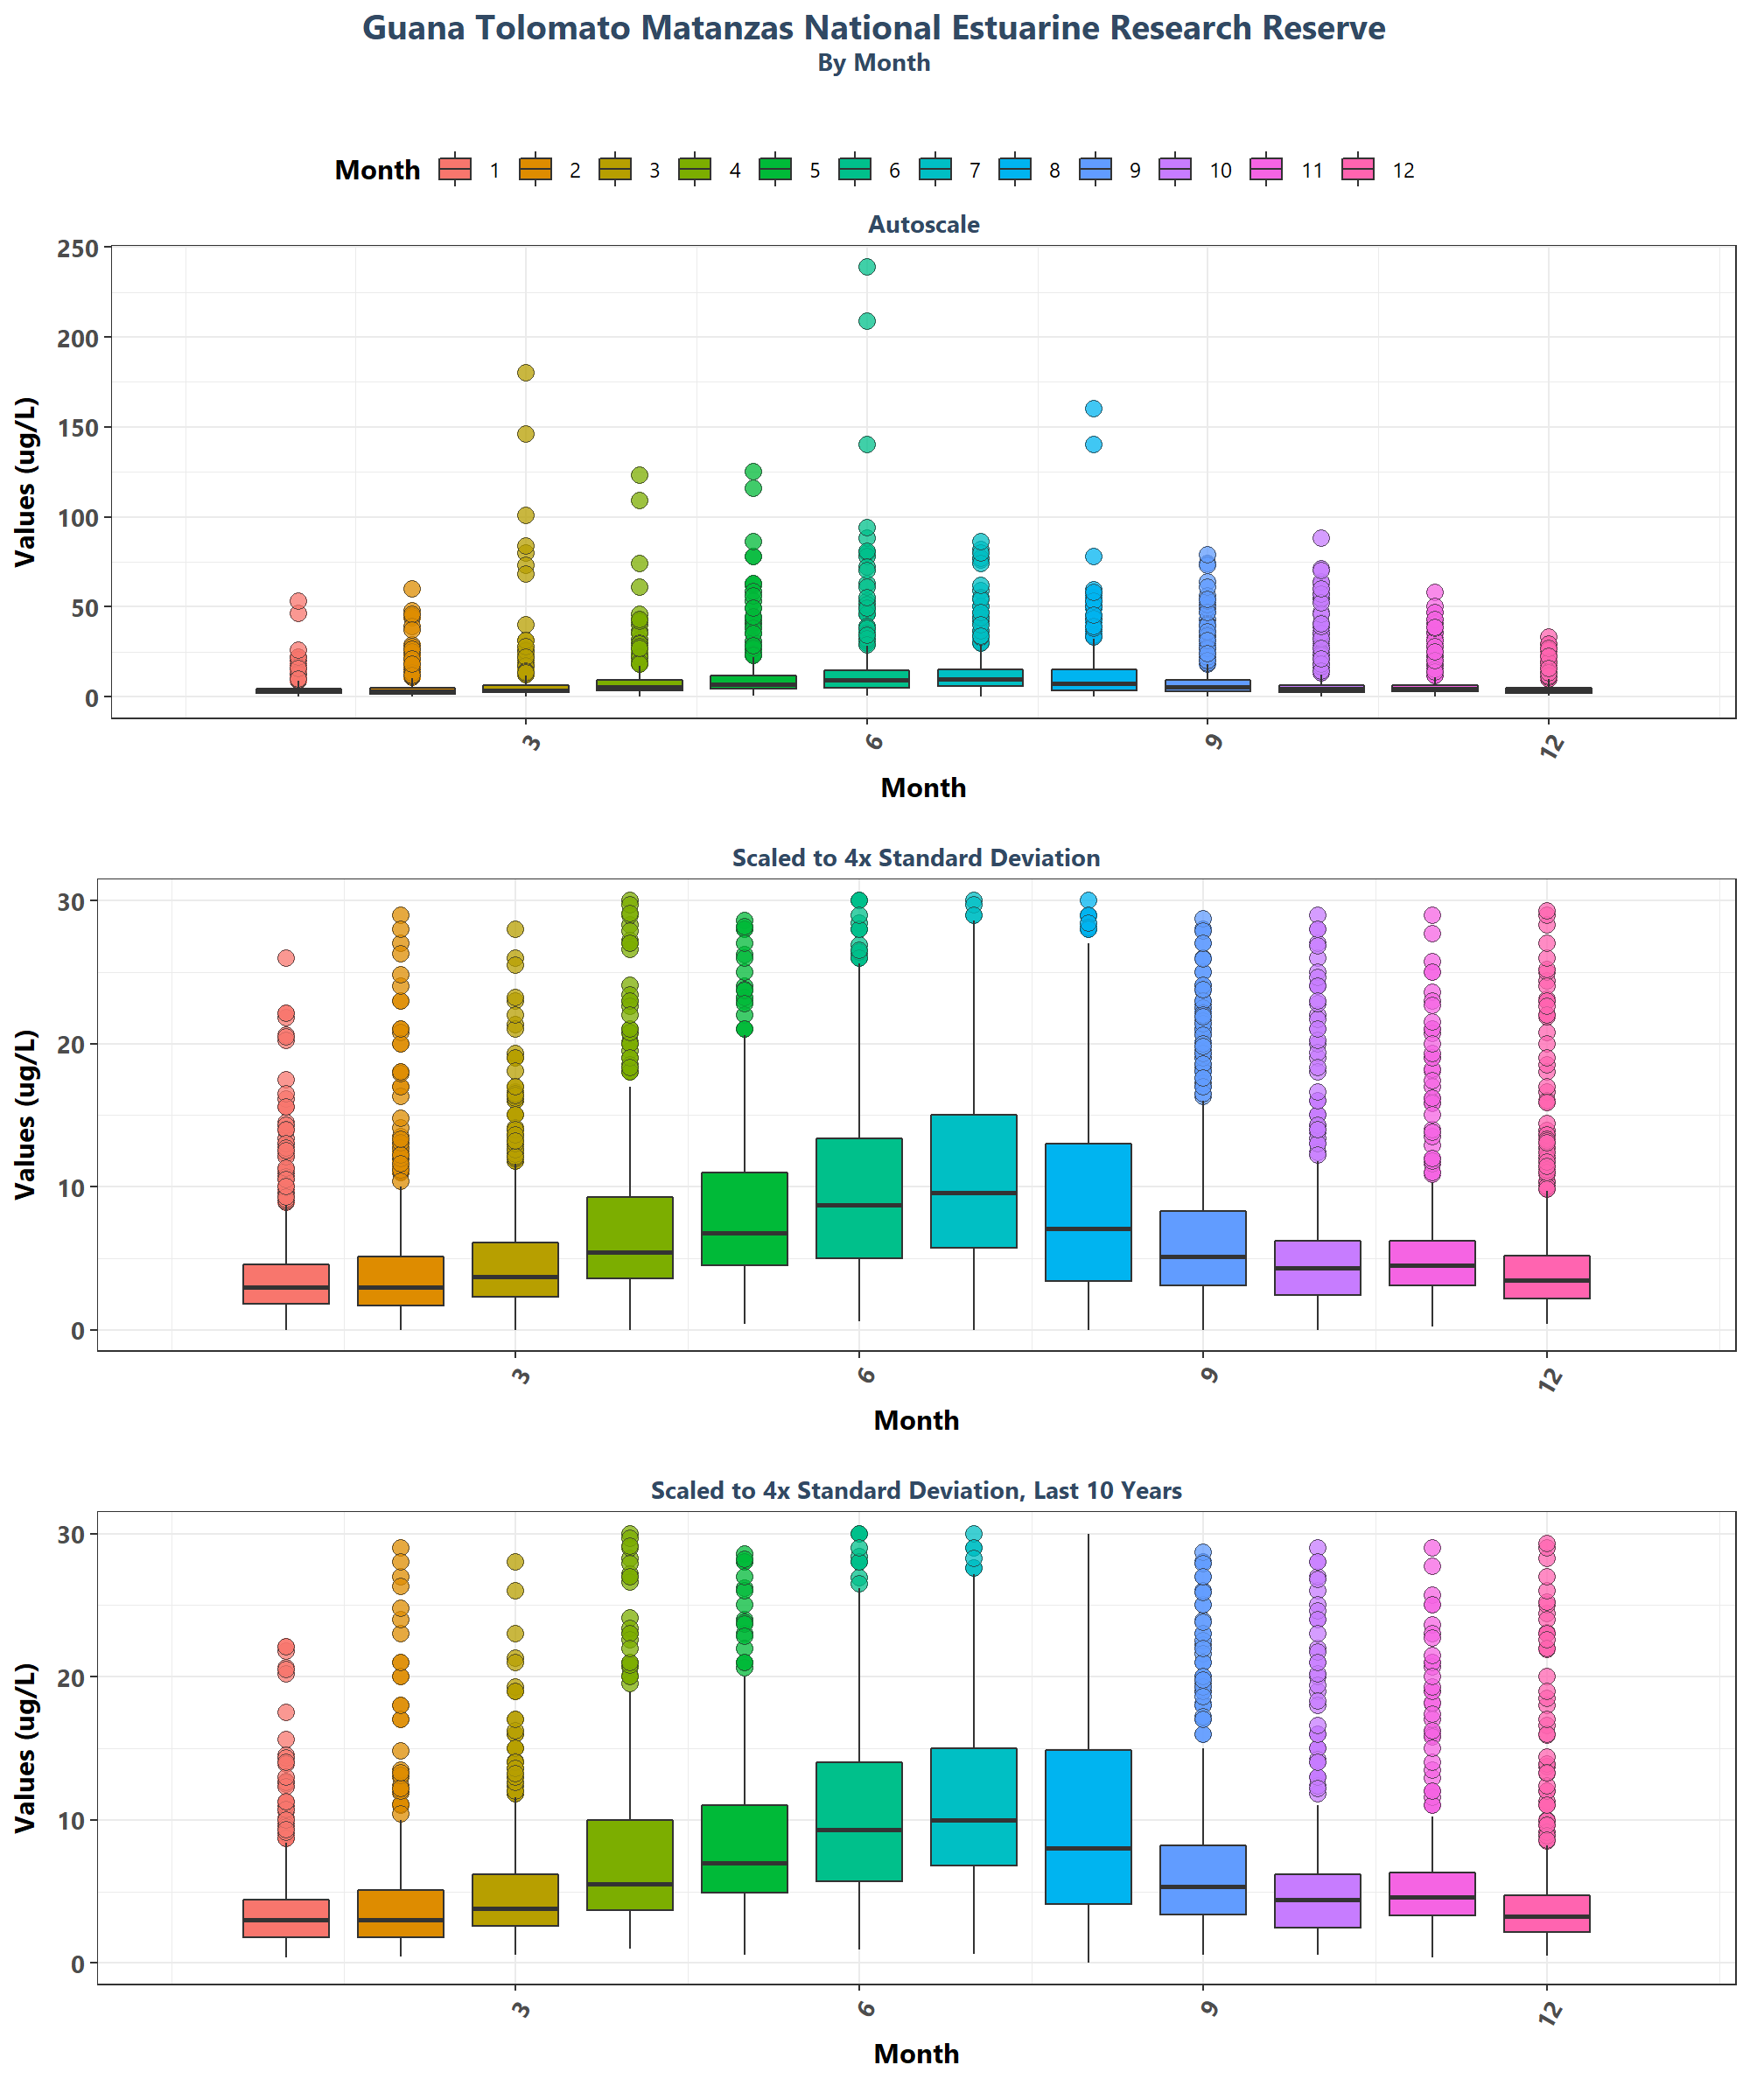 Guana Tolomato Matanzas National Estuarine Research Reserve
By Month
Month 1 2 3 4 5 6 7 8 9 10 11 12
Autoscale
250
200
150
100
50
0
Values (ug/L)
3 6 9 12
Month
Scaled to 4x Standard Deviation
30
20
10
0
Values (ug/L)
3 6 9 12
Month
Scaled to 4x Standard Deviation, Last 10 Years
30
20
10
0
Values (ug/L)
3 6 9 12
Month